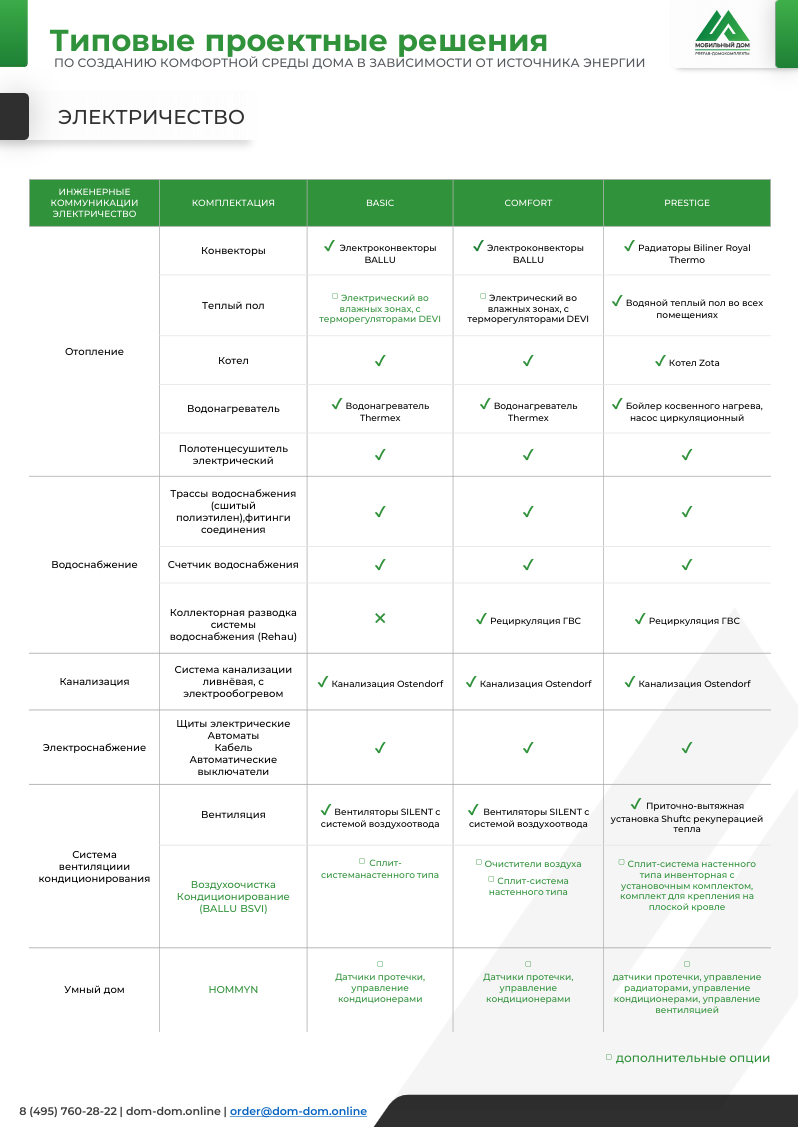 Типовые проектные решения
ПО СОЗДАНИЮ КОМФОРТНОЙ СРЕДЫ ДОМА В ЗАВИСИМОСТИ ОТ ИСТОЧНИКА ЭНЕРГИИ
МОБИЛЬНЫЙ ДОМ
PREFAB-ДОМОКОМПЛЕКТЫ
ЭЛЕКТРИЧЕСТВО
ИНЖЕНЕРНЫЕ
КОММУНИКАЦИИ
ЭЛЕКТРИЧЕСТВО
КОМПЛЕКТАЦИЯ
BASIC
COMFORT
PRESTIGE
Отопление
Конвекторы
✓ Электроконвекторы
BALLU
✓ Электроконвекторы
BALLU
✓ Радиаторы Biliner Royal
Thermo
Теплый пол
□ Электрический во
влажных зонах, с
терморегуляторами DEVI
□ Электрический во
влажных зонах, с
терморегуляторами DEVI
✓ Водяной теплый пол во всех
помещениях
Котел
✓
✓
✓ Котел Zota
Водонагреватель
✓ Водонагреватель
Thermex
✓ Водонагреватель
Thermex
✓ Бойлер косвенного нагрева,
насос циркуляционный
Полотенцесушитель
электрический
✓
✓
✓
Водоснабжение
Трассы водоснабжения
(сшитый
полиэтилен),фитинги
соединения
✓
✓
✓
Счетчик водоснабжения
✓
✓
✓
Коллекторная разводка
системы
водоснабжения (Rehau)
✕
✓ Рециркуляция ГВС
✓ Рециркуляция ГВС
Канализация
Система канализации
ливнёвая, с
электрообогревом
✓ Канализация Ostendorf
✓ Канализация Ostendorf
✓ Канализация Ostendorf
Электроснабжение
Щиты электрические
Автоматы
Кабель
Автоматические
выключатели
✓
✓
✓
Система
вентиляциии
кондиционирования
Вентиляция
✓ Вентиляторы SILENT с
системой воздухоотвода
✓ Вентиляторы SILENT с
системой воздухоотвода
✓ Приточно-вытяжная
установка Shuftс рекуперацией
тепла
Воздухоочистка
Кондиционирование
(BALLU BSVI)
□ Сплит-
системанастенного типа
□ Очистители воздуха
□ Сплит-система
настенного типа
□ Сплит-система настенного
типа инвенторная с
установочным комплектом,
комплект для крепления на
плоской кровле
Умный дом
HOMMYN
□
Датчики протечки,
управление
кондиционерами
□
Датчики протечки,
управление
кондиционерами
□
датчики протечки, управление
радиаторами, управление
кондиционерами, управление
вентиляцией
□ дополнительные опции
8 (495) 760-28-22 | dom-dom.online | order@dom-dom.online